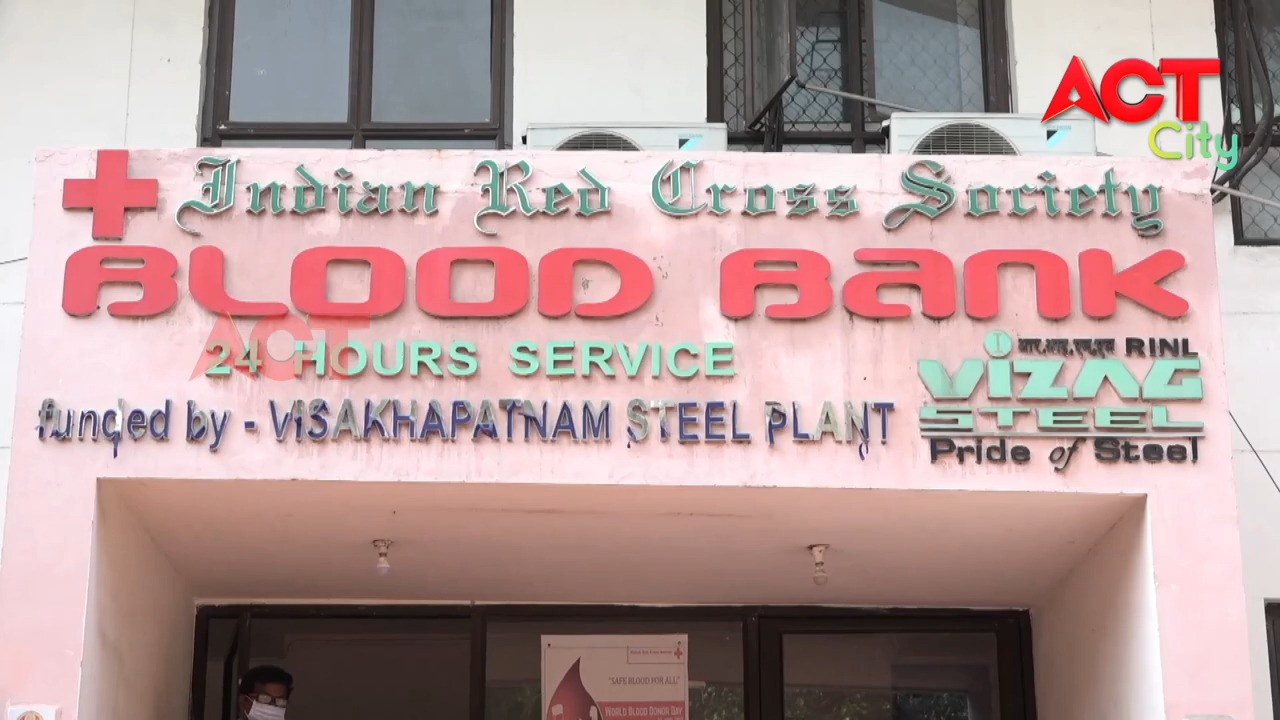 ACT
City
Indian Red Cross Society
BLOOD BANK
ACT
24 HOURS SERVICE
funded by - VISAKHAPATNAM STEEL PLANT
RINL
VIZAG
STEEL
Pride of Steel
"SAFE BLOOD FOR ALL"
WORLD BLOOD DONOR DAY